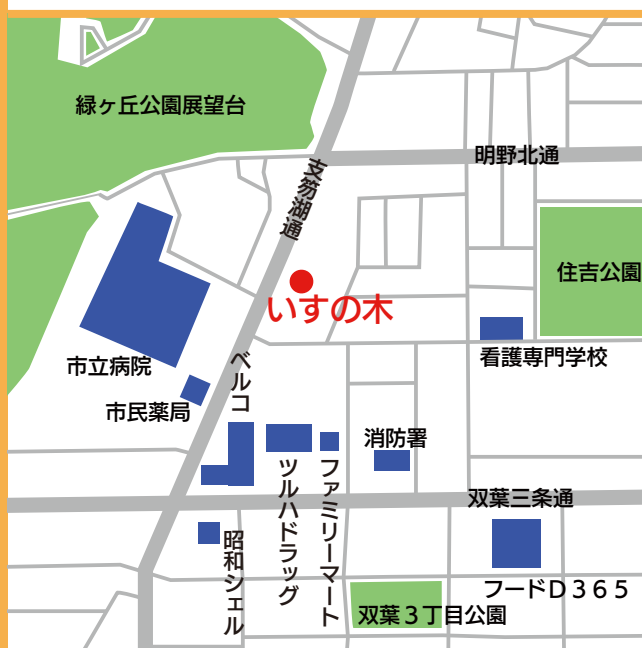 緑ヶ丘公園展望台
明野北通
支笏湖通
住吉公園
いすの木
看護専門学校
市立病院
ベルコ
市民薬局
消防署
ツルハドラッグ
ファミリーマート
双葉三条通
昭和シェル
フードD365
双葉3丁目公園